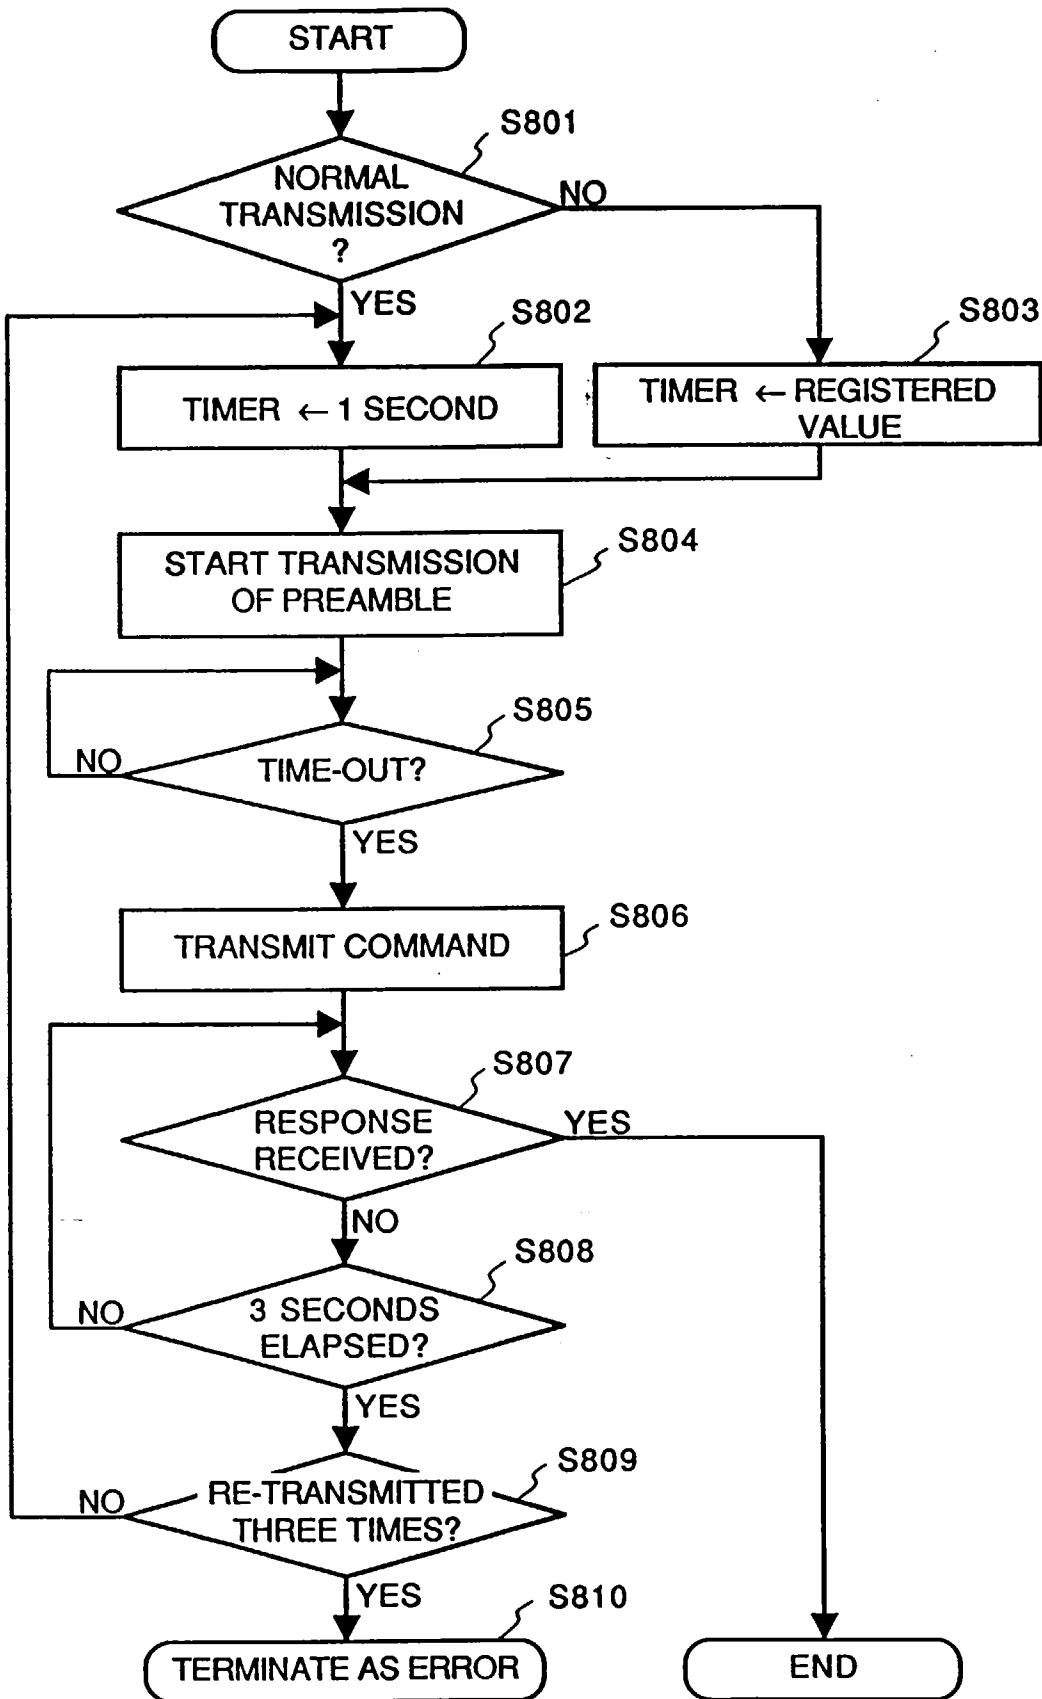 START
S801
NORMAL
TRANSMISSION
?
NO
YES
S802
S803
TIMER ← 1 SECOND
TIMER ← REGISTERED
VALUE
S804
START TRANSMISSION
OF PREAMBLE
S805
NO
TIME-OUT?
YES
S806
TRANSMIT COMMAND
S807
RESPONSE
RECEIVED?
YES
NO
S808
NO
3 SECONDS
ELAPSED?
YES
S809
NO
RE-TRANSMITTED
THREE TIMES?
YES
S810
TERMINATE AS ERROR
END